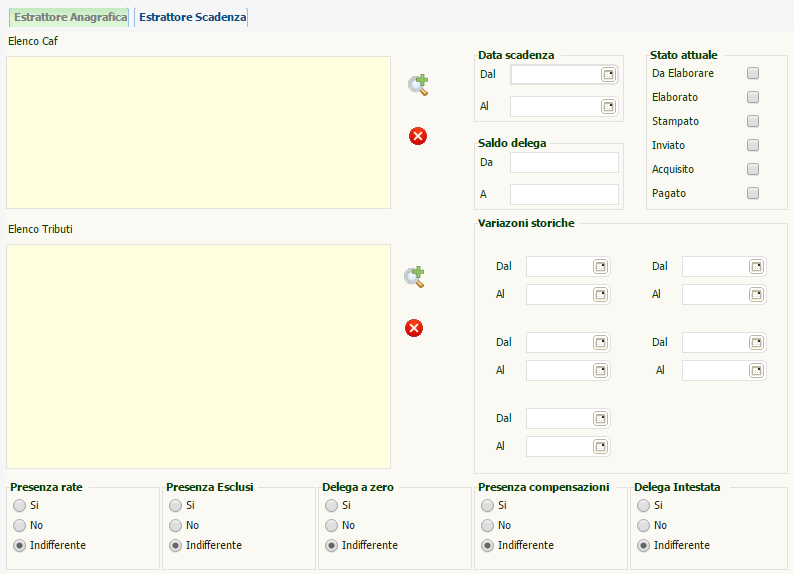 Estrattore Anagrafica
Estrattore Scadenza
Elenco Caf
Elenco Tributi
Data scadenza
Dal
Al
Saldo delega
Da
A
Stato attuale
Da Elaborare
Elaborato
Stampato
Inviato
Acquisito
Pagato
Variazoni storiche
Dal
Dal
Al
Al
Dal
Dal
Al
Al
Dal
Al
Presenza rate
Si
No
Indifferente
Presenza Esclusi
Si
No
Indifferente
Delega a zero
Si
No
Indifferente
Presenza compensazioni
Si
No
Indifferente
Delega Intestata
Si
No
Indifferente